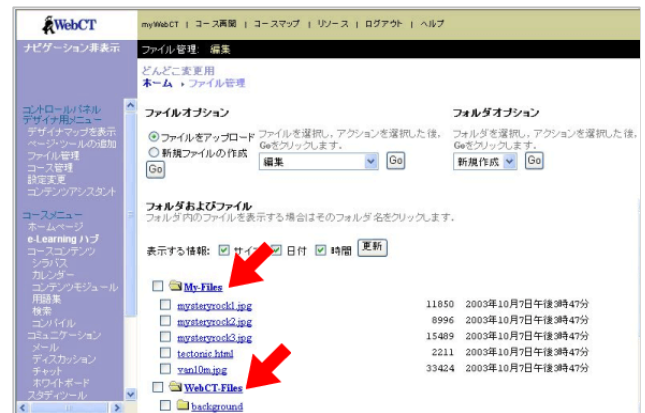 WebCT
myWebCT | コース再開 | コースマップ | リソース | ログアウト | ヘルプ
ナビゲーション非表示
ファイル管理: 編集
どんどこ変更用
ホーム › ファイル管理
コントロールパネル
デザイナ用メニュー
デザイナマップを表示
ページ・ツールの追加
ファイル管理
コース管理
設定変更
コンテンツアシスタント
コースメニュー
ホームページ
e-Learning ハブ
コースコンテンツ
シラバス
カレンダー
コンテンツモジュール
用語集
検索
コンパイル
コミュニケーション
メール
ディスカッション
チャット
ホワイトボード
スタディツール
ファイルオプション
ファイルをアップロード
新規ファイルの作成
Go
ファイルを選択し、アクションを選択した後、
Goをクリックします。
編集 Go
フォルダオプション
フォルダを選択し、アクションを選択した後、
Goをクリックします。
新規作成 Go
フォルダおよびファイル
フォルダ内のファイルを表示する場合はそのフォルダ名をクリックします。
表示する情報: サイ 日付 時間 更新
My-Files
mysteryrock1.jpg 11850 2003年10月7日午後3時47分
mysteryrock2.jpg 8996 2003年10月7日午後3時47分
mysteryrock3.jpg 15489 2003年10月7日午後3時47分
tectonic.html 2211 2003年10月7日午後3時47分
van10m.jpg 33424 2003年10月7日午後3時47分
WebCT-Files
background